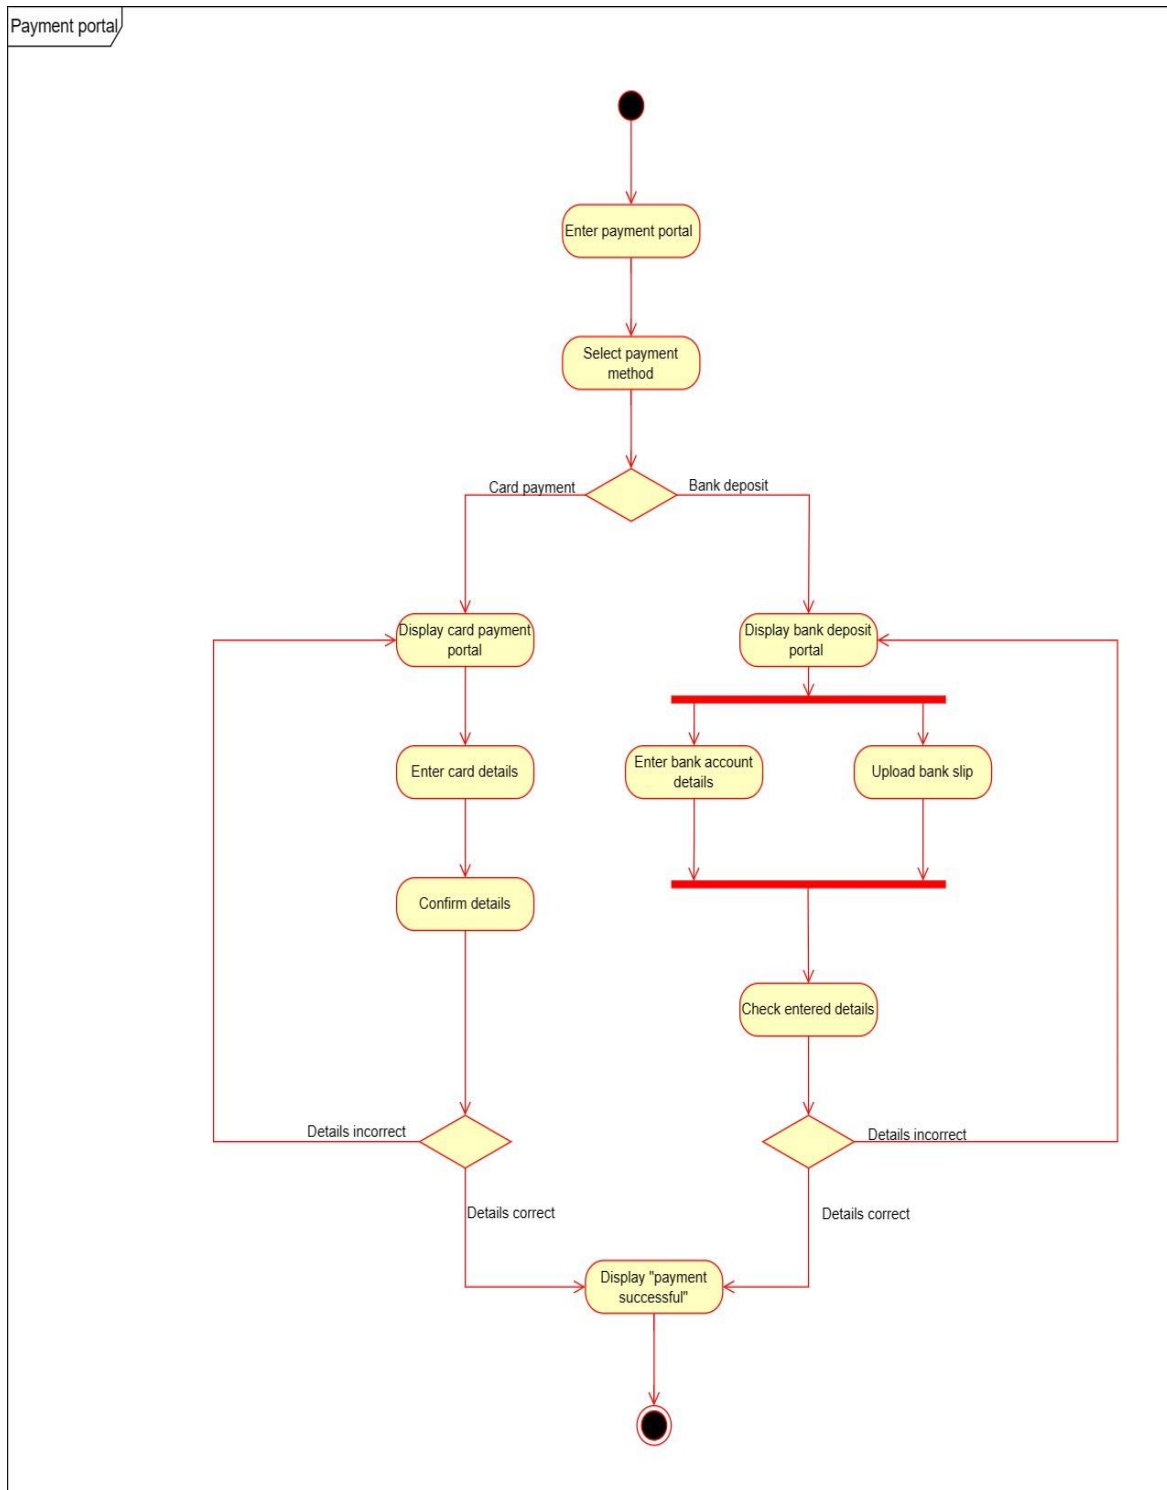 Payment portal
Enter payment portal
Select payment
method
Card payment
Bank deposit
Display card payment
portal
Display bank deposit
portal
Enter card details
Enter bank account
details
Upload bank slip
Confirm details
Check entered details
Details incorrect
Details incorrect
Details correct
Details correct
Display "payment
successful"